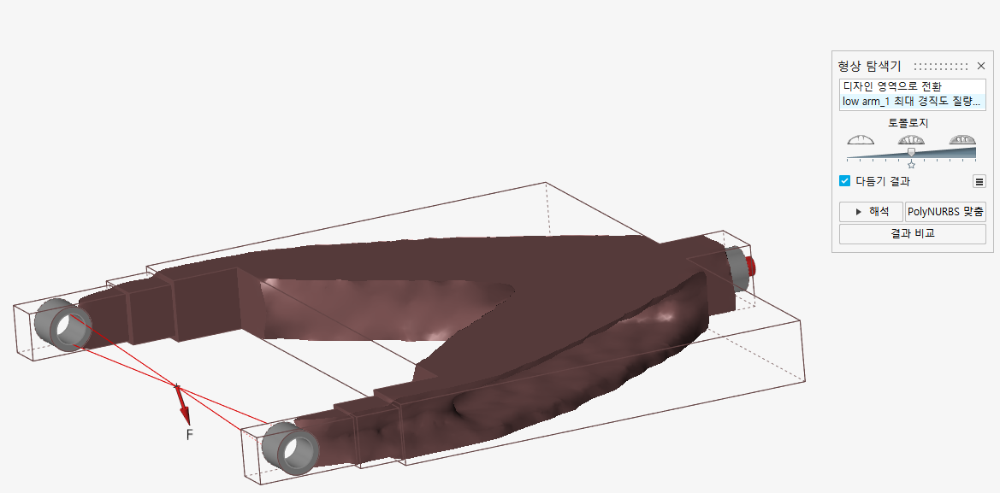 형상 탐색기
디자인 영역으로 전환
low arm_1 최대 경직도 질량...
토폴로지
다듬기 결과
해석
PolyNURBS 맞춤
결과 비교
F